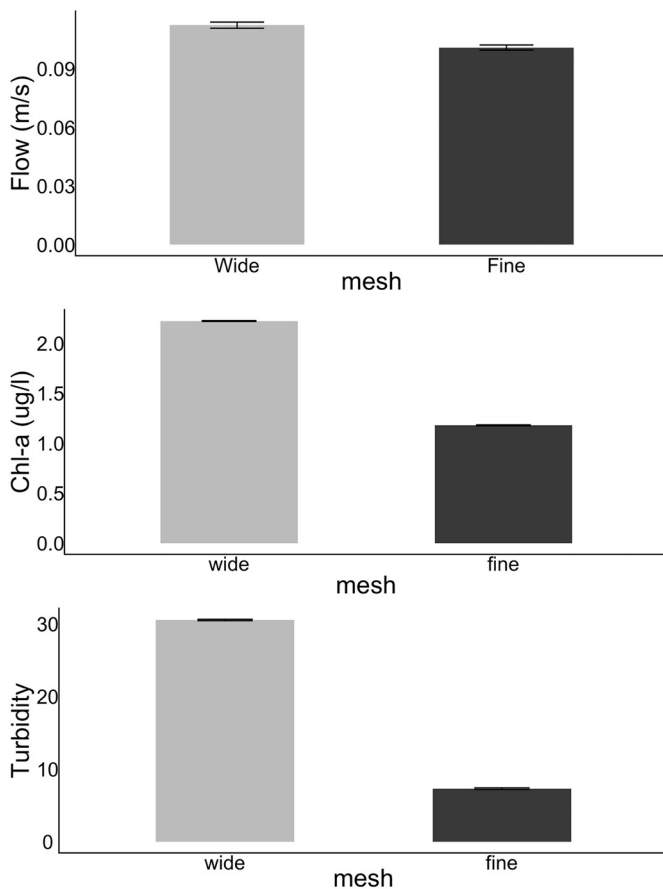 Flow (m/s)
0.09
0.06
0.03
0.00
Wide Fine
mesh
Chl-a (ug/l)
2.0
1.5
1.0
0.5
0.0
wide fine
mesh
Turbidity
30
20
10
0
wide fine
mesh